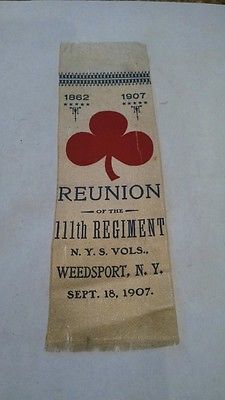 1862 1907
REUNION
OF THE
111th REGIMENT
N. Y. S. VOLS.,
WEEDSPORT, N. Y.
SEPT. 18, 1907.